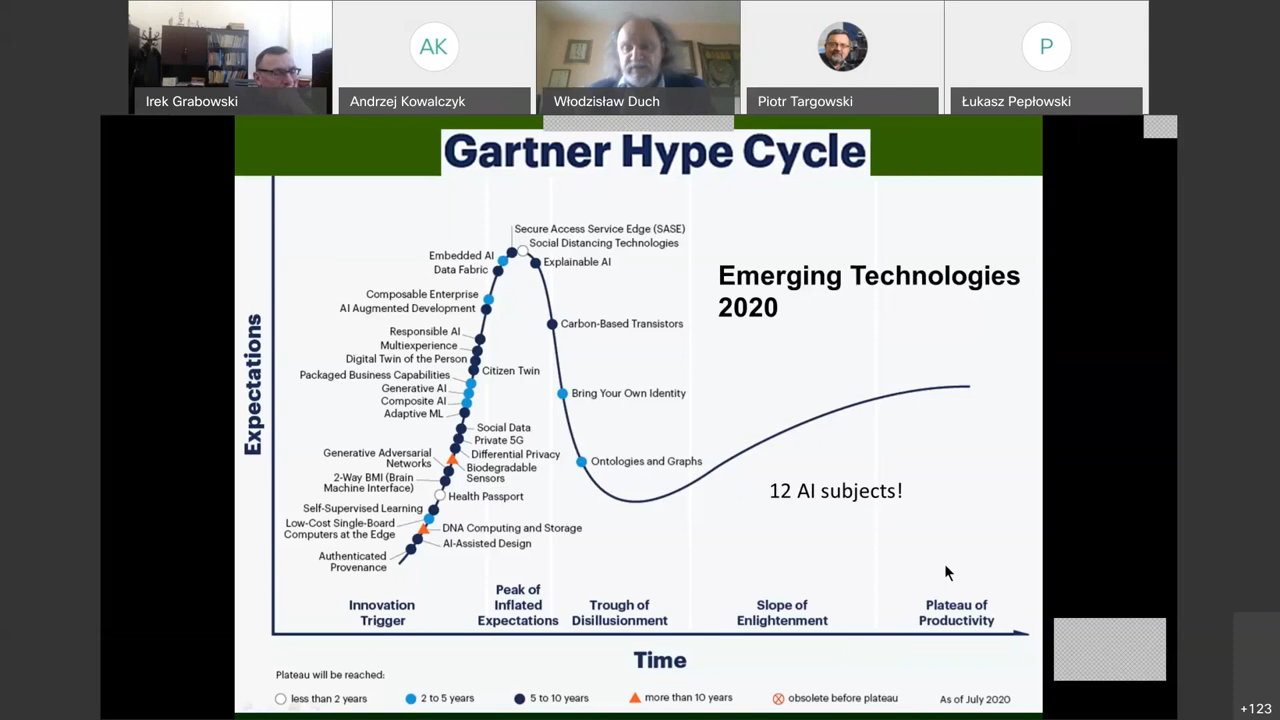 AK
P
Irek Grabowski
Andrzej Kowalczyk
Włodzisław Duch
Piotr Targowski
Łukasz Pepłowski
Gartner Hype Cycle
Secure Access Service Edge (SASE)
Social Distancing Technologies
Embedded AI
Explainable AI
Data Fabric
Emerging Technologies
2020
Composable Enterprise
AI Augmented Development
Carbon-Based Transistors
Responsible AI
Multiexperience
Digital Twin of the Person
Citizen Twin
Packaged Business Capabilities
Generative AI
Bring Your Own Identity
Composite AI
Adaptive ML
Social Data
Private 5G
Differential Privacy
Generative Adversarial
Networks
Ontologies and Graphs
Biodegradable
Sensors
2-Way BMI (Brain
Machine Interface)
12 AI subjects!
Health Passport
Self-Supervised Learning
Low-Cost Single-Board
Computers at the Edge
DNA Computing and Storage
AI-Assisted Design
Authenticated
Provenance
Expectations
Innovation
Trigger
Peak of
Inflated
Expectations
Trough of
Disillusionment
Slope of
Enlightenment
Plateau of
Productivity
Time
Plateau will be reached:
less than 2 years
2 to 5 years
5 to 10 years
more than 10 years
obsolete before plateau
As of July 2020
+123